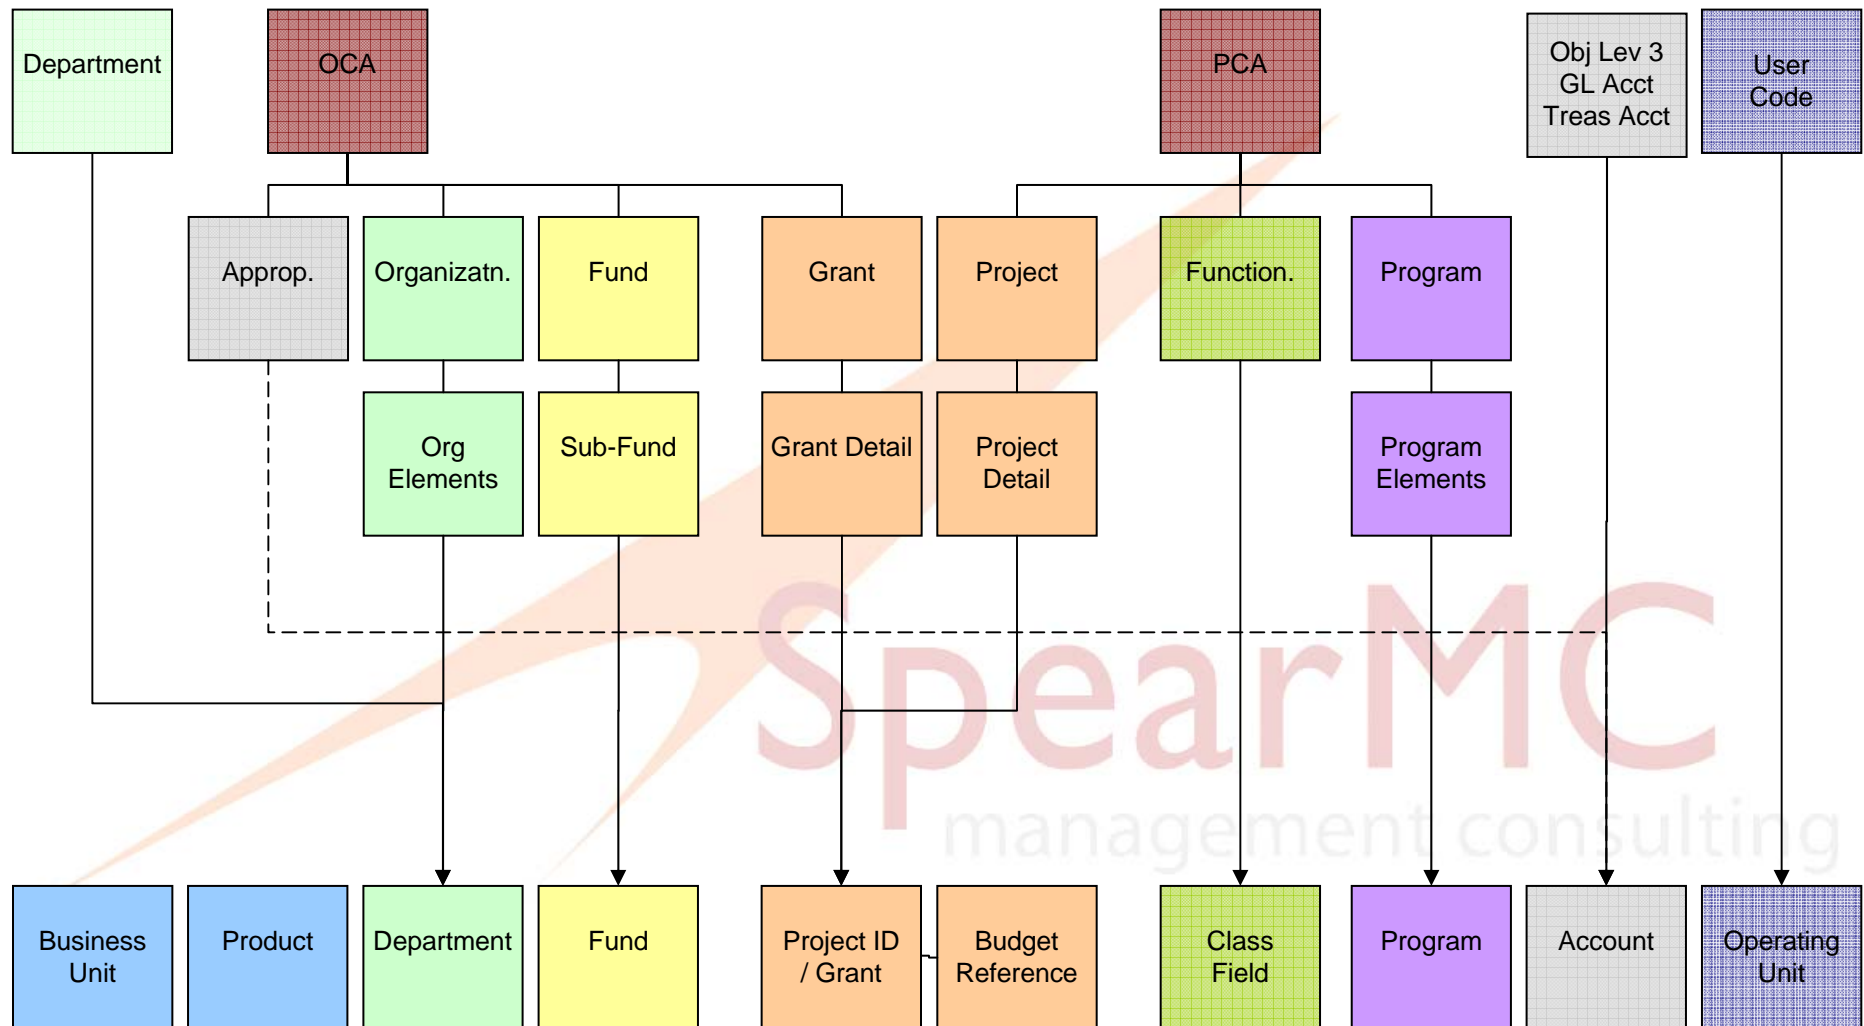 Department
OCA
PCA
Obj Lev 3
GL Acct
Treas Acct
User
Code
Approp.
Organizatn.
Fund
Grant
Project
Function.
Program
Org
Elements
Sub-Fund
Grant Detail
Project
Detail
Program
Elements
SpearMC
management consulting
Business
Unit
Product
Department
Fund
Project ID
/ Grant
Budget
Reference
Class
Field
Program
Account
Operating
Unit